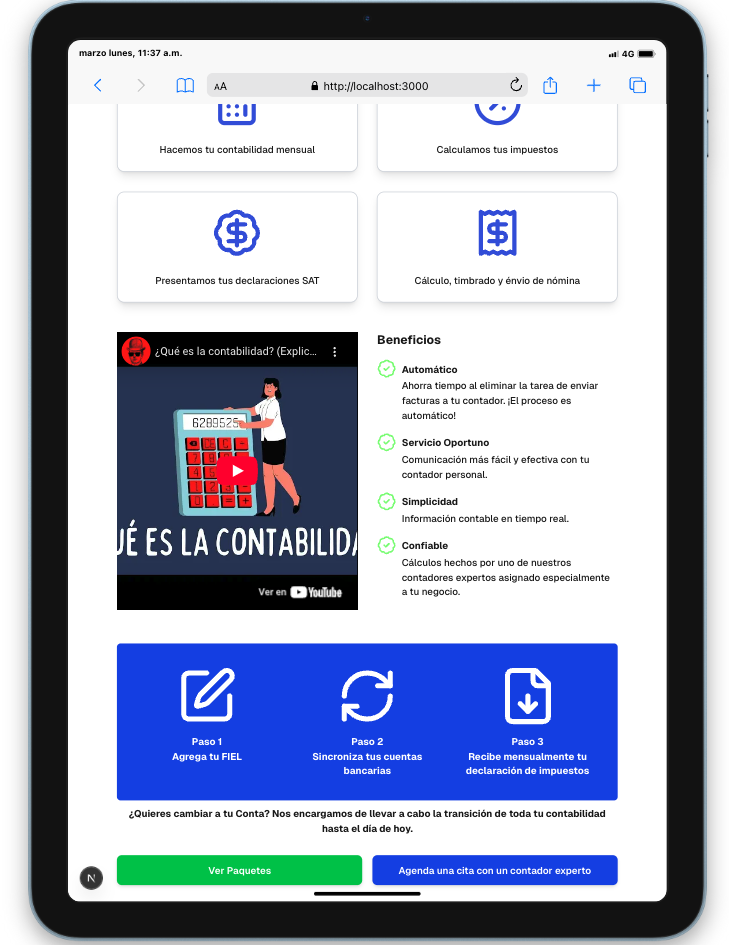 marzo lunes, 11:37 a.m.
4G
AA
http://localhost:3000
Hacemos tu contabilidad mensual
Calculamos tus impuestos
Presentamos tus declaraciones SAT
Cálculo, timbrado y énvio de nómina
¿Qué es la contabilidad? (Explic...
6289525
UÉ ES LA CONTABILIDA
Ver en YouTube
Beneficios
Automático
Ahorra tiempo al eliminar la tarea de enviar
facturas a tu contador. ¡El proceso es
automático!
Servicio Oportuno
Comunicación más fácil y efectiva con tu
contador personal.
Simplicidad
Información contable en tiempo real.
Confiable
Cálculos hechos por uno de nuestros
contadores expertos asignado especialmente
a tu negocio.
Paso 1
Agrega tu FIEL
Paso 2
Sincroniza tus cuentas
bancarias
Paso 3
Recibe mensualmente tu
declaración de impuestos
¿Quieres cambiar a tu Conta? Nos encargamos de llevar a cabo la transición de toda tu contabilidad
hasta el día de hoy.
N
Ver Paquetes
Agenda una cita con un contador experto